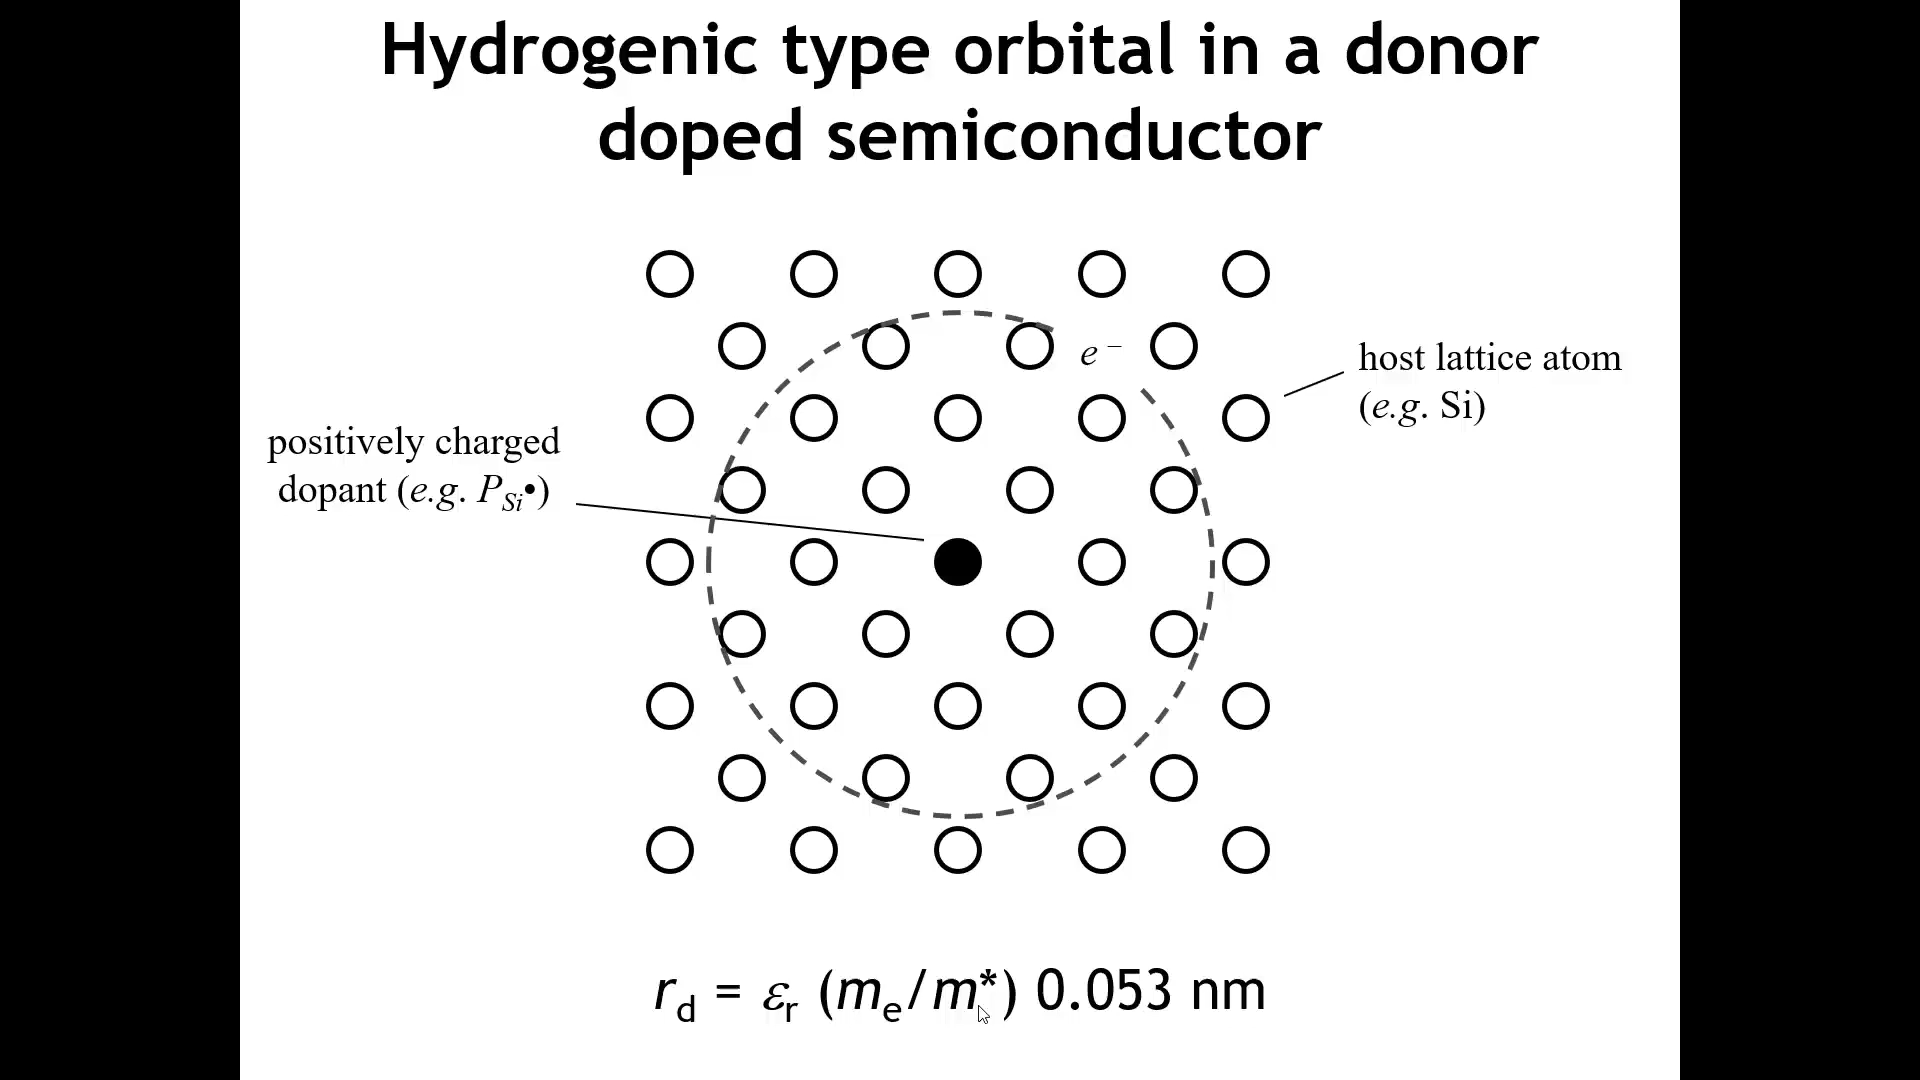 Hydrogenic type orbital in a donor
doped semiconductor
e −
host lattice atom
(e.g. Si)
positively charged
dopant (e.g. P_Si•)
r_d = ε_r (m_e/m*) 0.053 nm